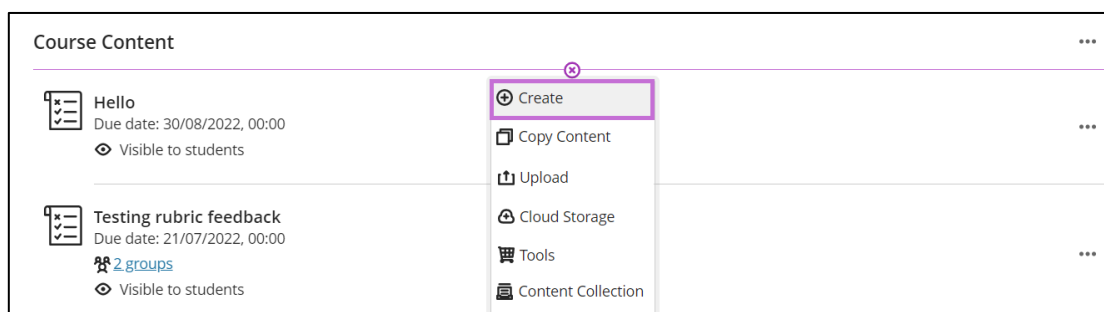 Course Content
Hello
Due date: 30/08/2022, 00:00
Visible to students
Testing rubric feedback
Due date: 21/07/2022, 00:00
2 groups
Visible to students
Create
Copy Content
Upload
Cloud Storage
Tools
Content Collection